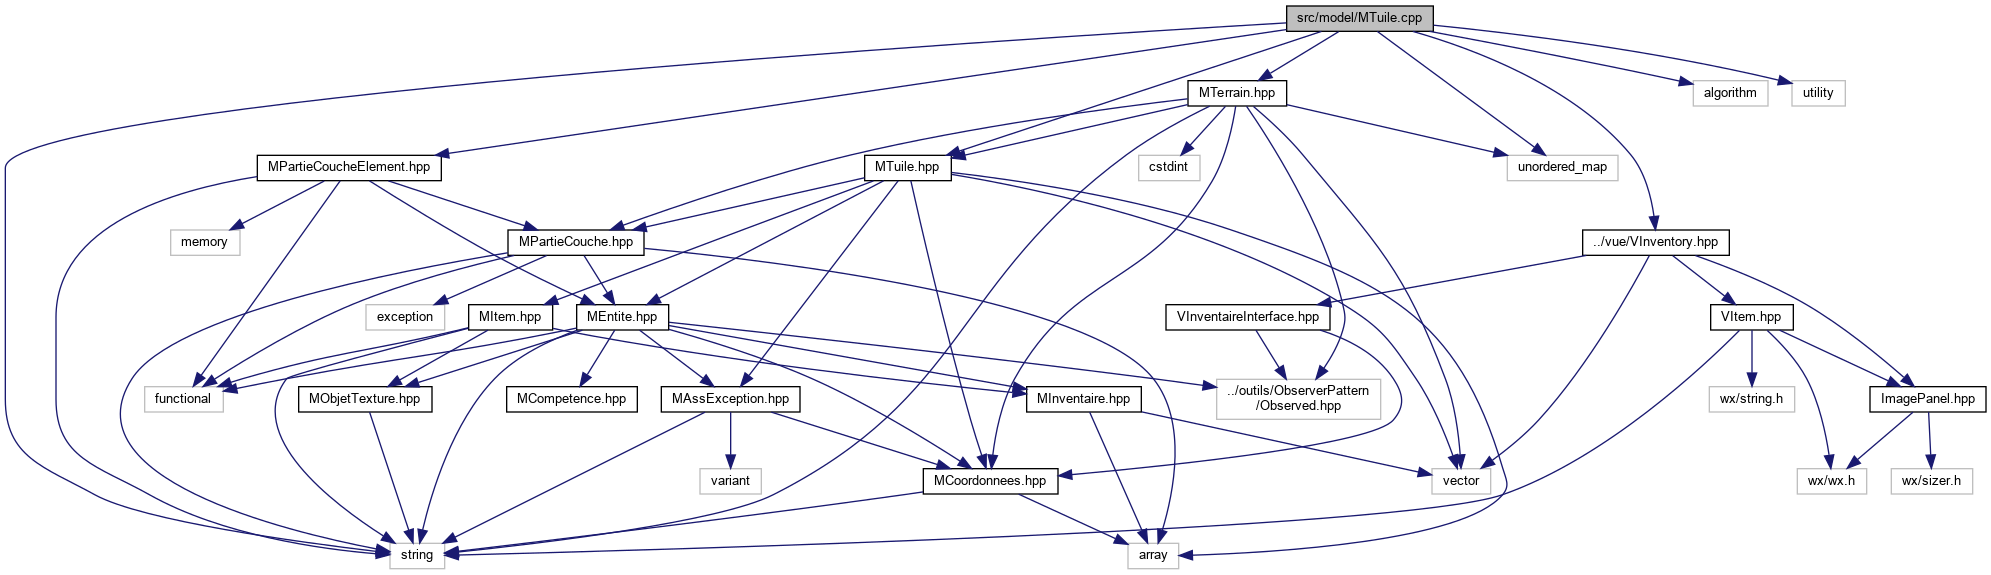 src/model/MTuile.cpp
MTerrain.hpp
algorithm
utility
MPartieCoucheElement.hpp
MTuile.hpp
cstdint
unordered_map
memory
MPartieCouche.hpp
../vue/VInventory.hpp
exception
MItem.hpp
MEntite.hpp
VInventaireInterface.hpp
VItem.hpp
functional
MObjetTexture.hpp
MCompetence.hpp
MAssException.hpp
MInventaire.hpp
../outils/ObserverPattern
/Observed.hpp
wx/string.h
ImagePanel.hpp
variant
MCoordonnees.hpp
vector
wx/wx.h
wx/sizer.h
string
array